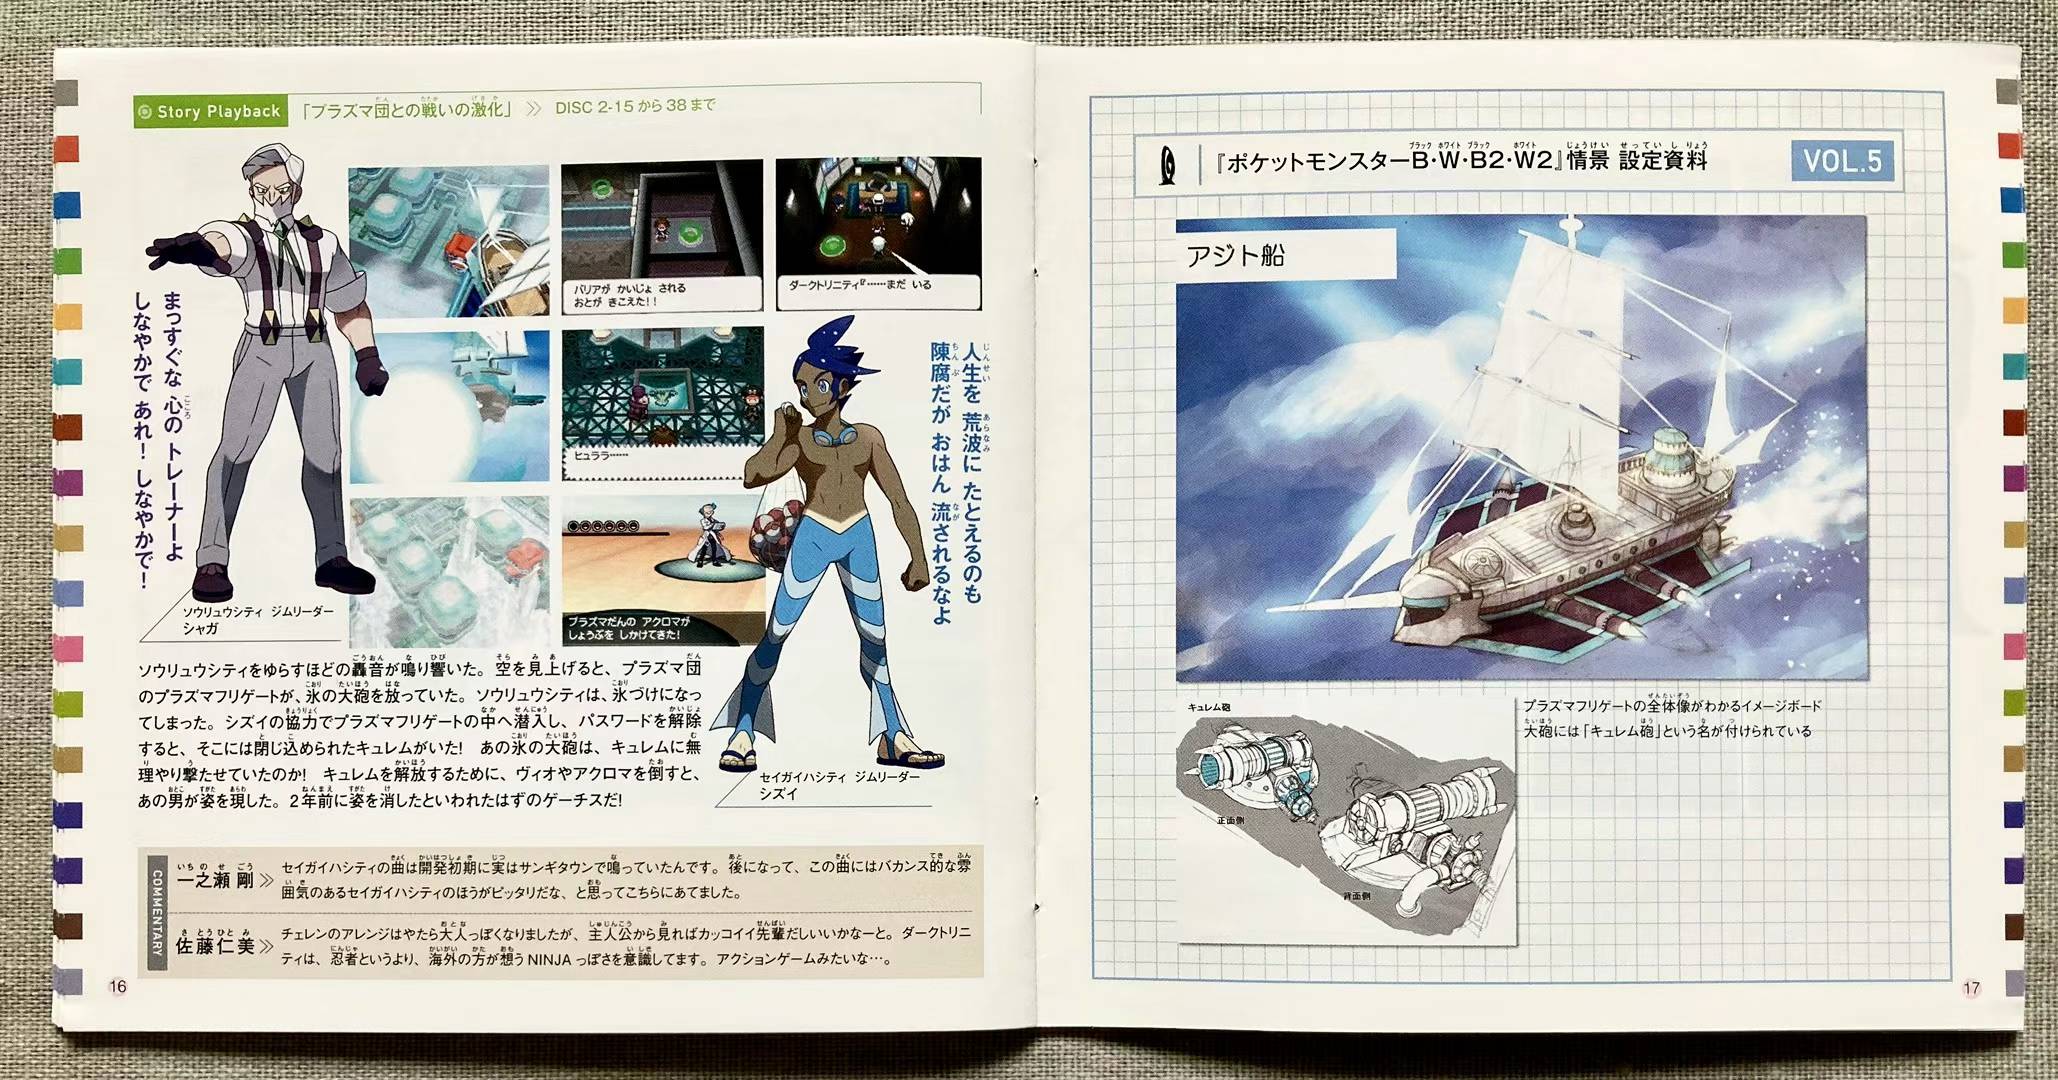 Story Playback
「プラズマ団との戦いの激化」 ≫ DISC 2-15から38まで
まっすぐな 心の トレーナーよ
しなやかで あれ! しなやかで!
バリアが かいじょ される
おとが きこえた!!
ダークトリニティ『……まだ いる
ヒュララ……
プラズマだんの アクロマが
しょうぶを しかけてきた!
人生を 荒波に たとえるのも
陳腐だが おはん 流されるなよ
ソウリュウシティ ジムリーダー
シャガ
セイガイハシティ ジムリーダー
シズイ
ソウリュウシティをゆらすほどの轟音が鳴り響いた。空を見上げると、プラズマ団
のプラズマフリゲートが、氷の大砲を放っていた。ソウリュウシティは、氷づけになっ
てしまった。シズイの協力でプラズマフリゲートの中へ潜入し、パスワードを解除
すると、そこには閉じ込められたキュレムがいた! あの氷の大砲は、キュレムに無
理やり撃たせていたのか! キュレムを解放するために、ヴィオやアクロマを倒すと、
あの男が姿を現した。2年前に姿を消したといわれたはずのゲーチスだ!
COMMENTARY
一之瀬 剛≫
セイガイハシティの曲は開発初期に実はサンギタウンで鳴っていたんです。後になって、この曲にはバカンス的な雰
囲気のあるセイガイハシティのほうがピッタリだな、と思ってこちらにあてました。
佐藤仁美≫
チェレンのアレンジはやたら大人っぽくなりましたが、主人公から見ればカッコイイ先輩だしいいかなーと。ダークトリニ
ティは、忍者というより、海外の方が想うNINJAっぽさを意識してます。アクションゲームみたいな…。
16
『ポケットモンスターB・W・B2・W2』情景 設定資料
VOL.5
アジト船
キュレム砲
正面側
背面側
プラズマフリゲートの全体像がわかるイメージボード
大砲には「キュレム砲」という名が付けられている
17